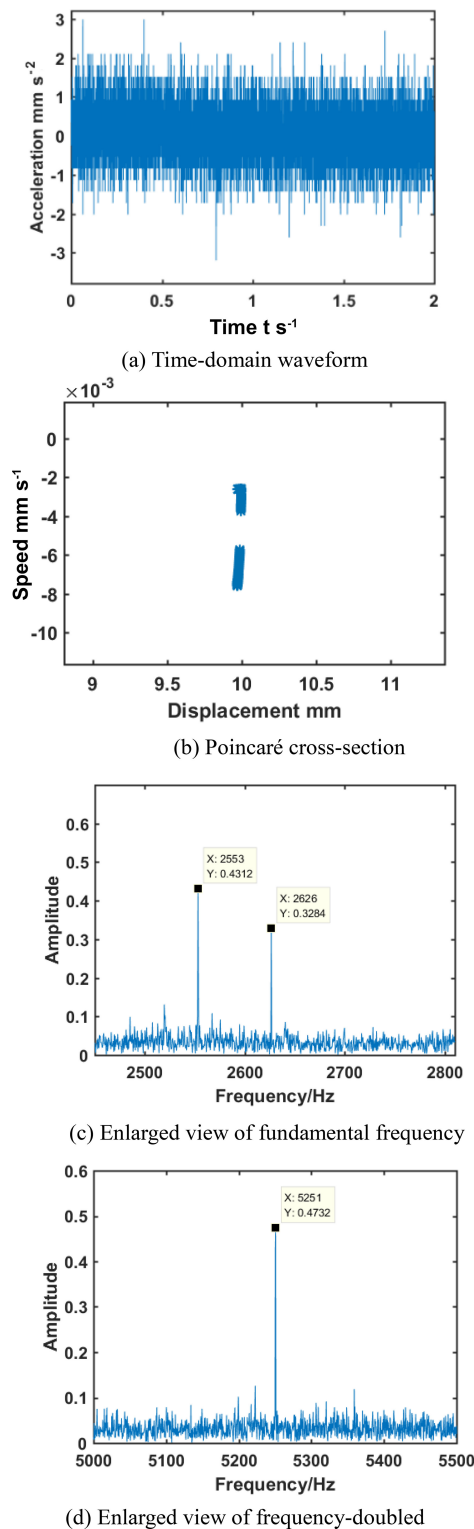 3
2
1
0
-1
-2
-3
Acceleration mm s-2
0 0.5 1 1.5 2
Time t s-1
(a) Time-domain waveform
×10-3
0
-2
-4
-6
-8
-10
Speed mm s-1
9 9.5 10 10.5 11
Displacement mm
(b) Poincaré cross-section
0.6
0.5
0.4
0.3
0.2
0.1
0
Amplitude
X: 2553
Y: 0.4312
X: 2626
Y: 0.3284
2500 2600 2700 2800
Frequency/Hz
(c) Enlarged view of fundamental frequency
0.6
0.5
0.4
0.3
0.2
0.1
0
Amplitude
X: 5251
Y: 0.4732
5000 5100 5200 5300 5400 5500
Frequency/Hz
(d) Enlarged view of frequency-doubled